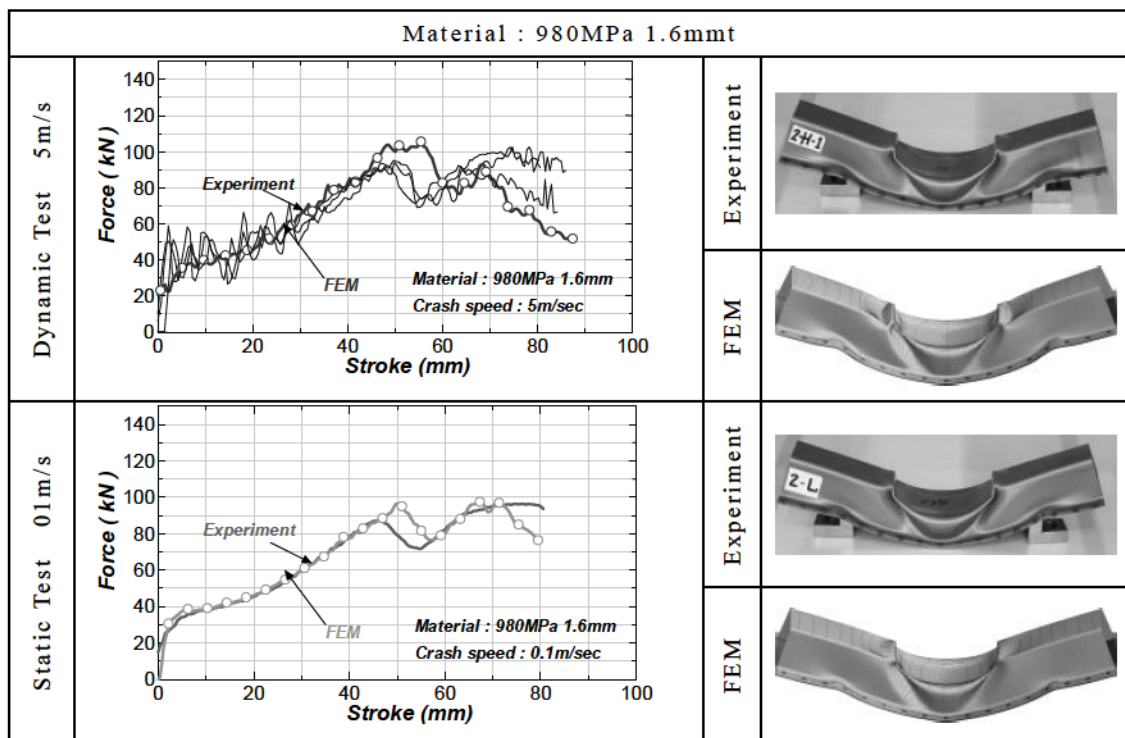 Material : 980MPa 1.6mmt
Dynamic Test 5m/s
Force ( kN )
140
120
100
80
60
40
20
0
Experiment
FEM
Material : 980MPa 1.6mm
Crash speed : 5m/sec
0 20 40 60 80 100
Stroke (mm)
Experiment
2H-1
FEM
Static Test 01m/s
Force ( kN )
140
120
100
80
60
40
20
0
Experiment
FEM
Material : 980MPa 1.6mm
Crash speed : 0.1m/sec
0 20 40 60 80 100
Stroke (mm)
Experiment
2-L
FEM